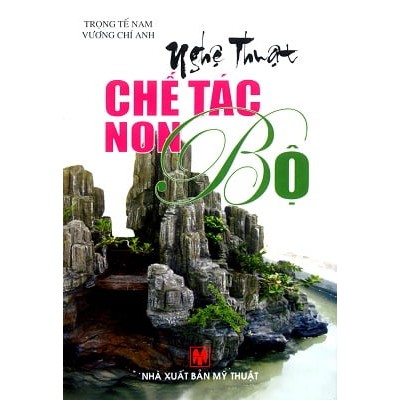 TRỌNG TẾ NAM
VƯƠNG CHÍ ANH
Nghệ Thuật
CHẾ TÁC
NON BỘ
NHÀ XUẤT BẢN MỸ THUẬT